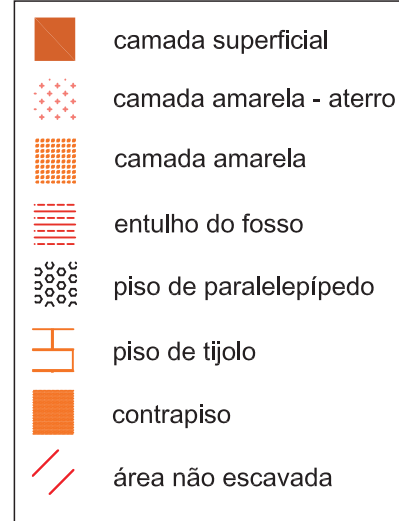 camada superficial
camada amarela - aterro
camada amarela
entulho do fosso
piso de paralelepípedo
piso de tijolo
contrapiso
área não escavada